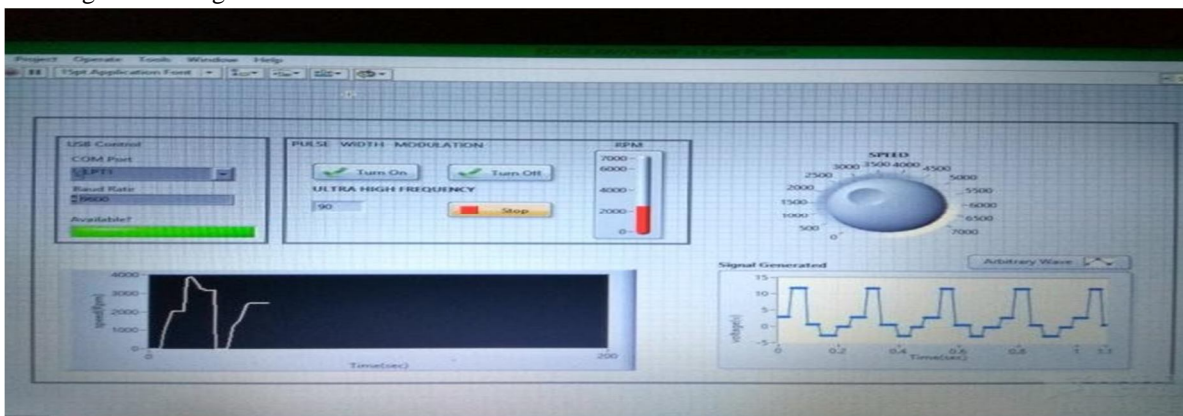 Project Operate Tools Window Help
15pt Application Font
USB Control
COM Port
LPT1
Baud Rate
9600
Available?
PULSE WIDTH MODULATION
Turn On
Turn Off
ULTRA HIGH FREQUENCY
90
Stop
RPM
7000
6000
4000
2000
0
SPEED
0
500
1000
1500
2000
2500
3000
3500
4000
4500
5000
5500
6000
6500
7000
4000
3000
2000
1000
0
speed(Rpm)
0
200
Time(sec)
Signal Generated
Arbitrary Wave
15
10
5
0
-5
voltage(v)
0
0.2
0.4
0.6
0.8
1
1.1
Time(sec)